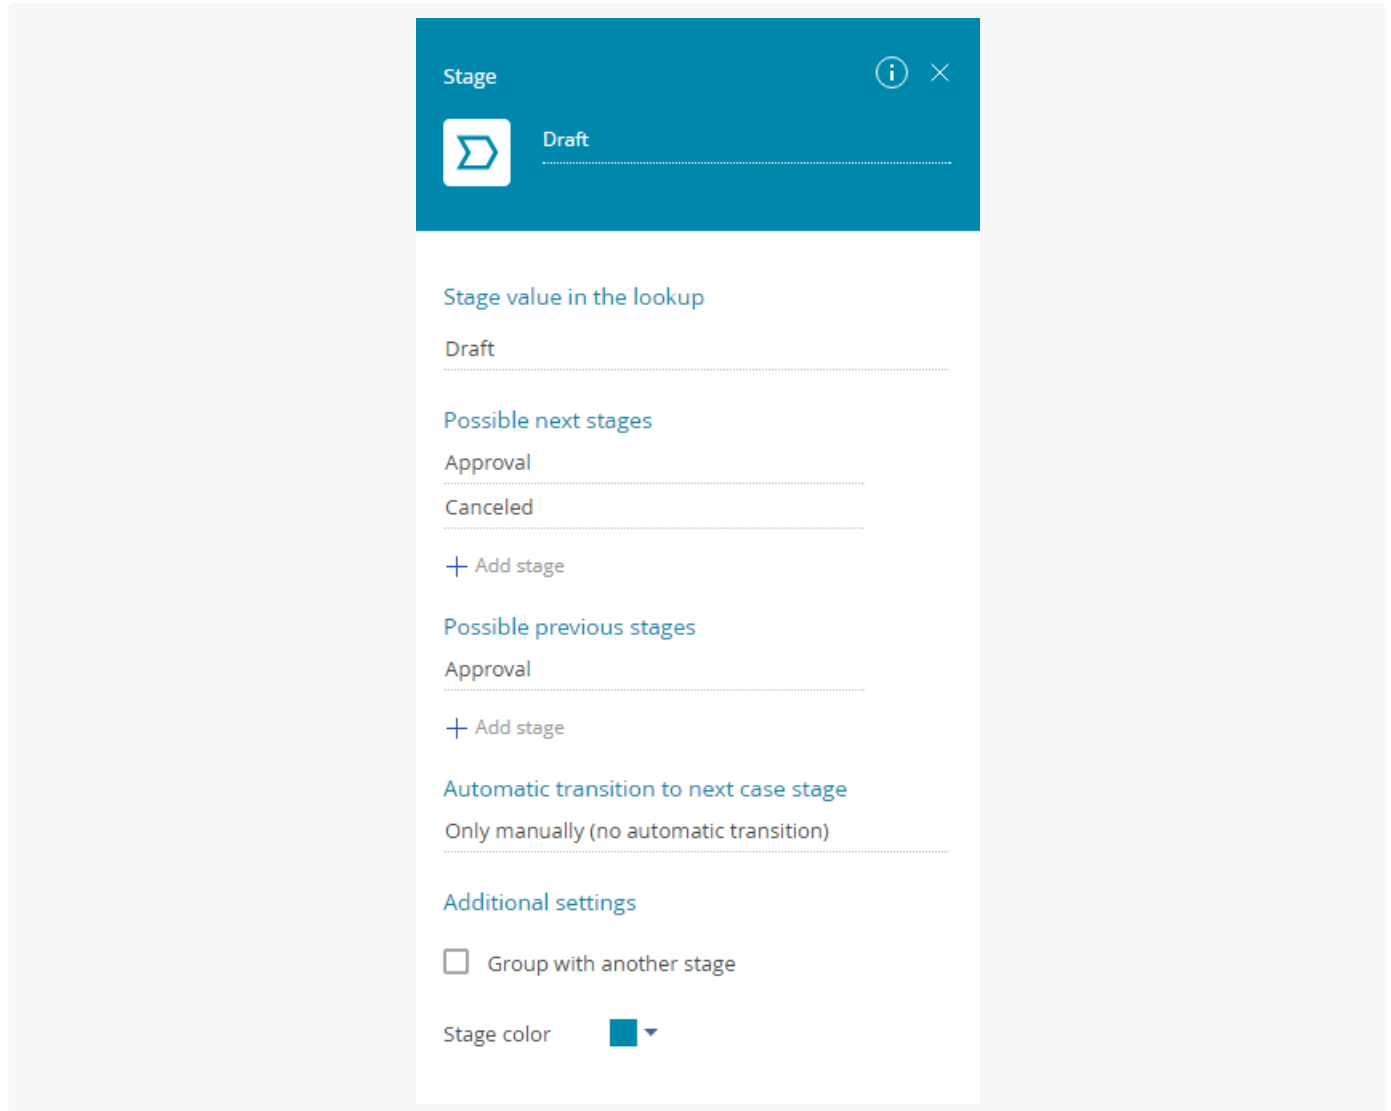 Stage
Draft
Stage value in the lookup
Draft
Possible next stages
Approval
Canceled
Add stage
Possible previous stages
Approval
Add stage
Automatic transition to next case stage
Only manually (no automatic transition)
Additional settings
Group with another stage
Stage color